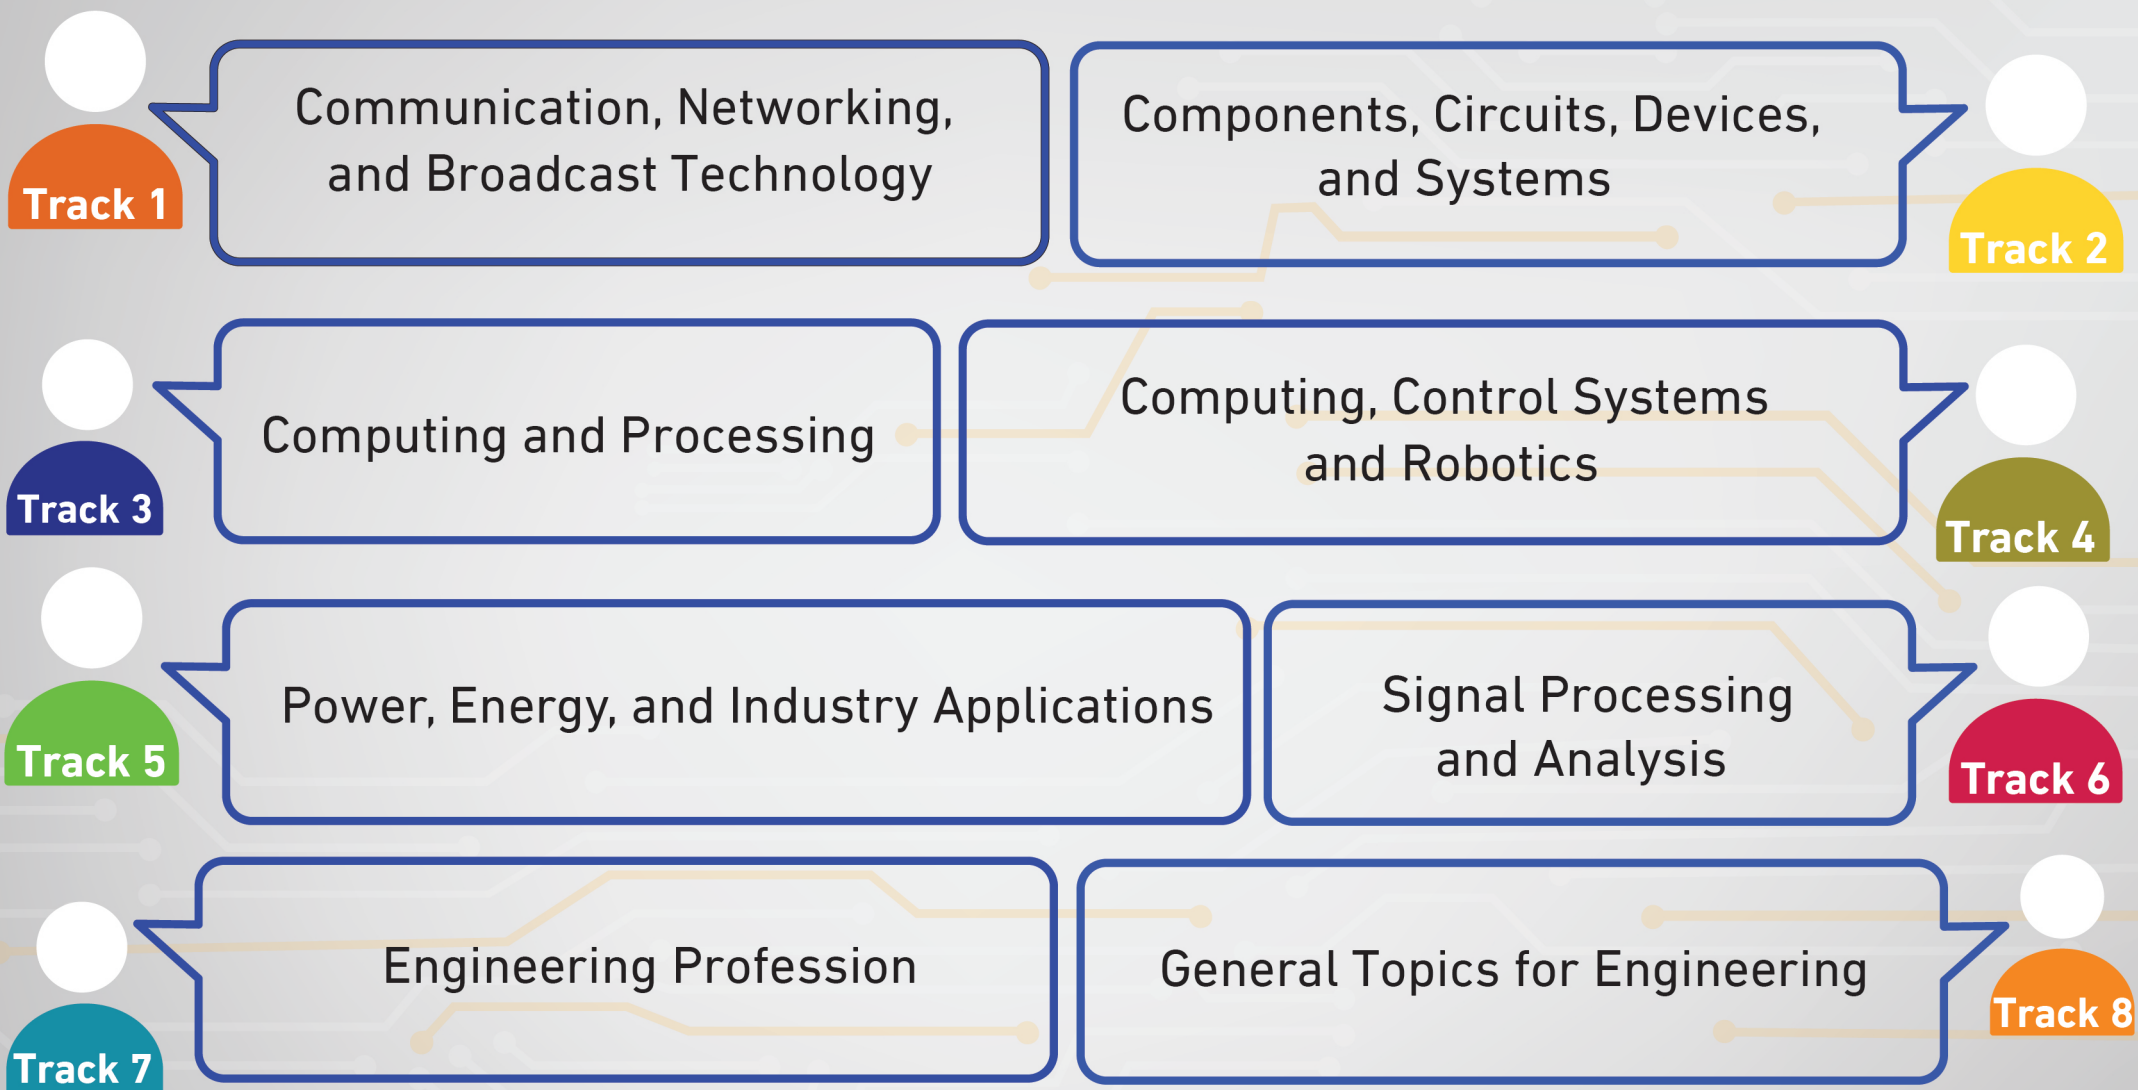 Communication, Networking,
and Broadcast Technology
Track 1
Components, Circuits, Devices,
and Systems
Track 2
Computing and Processing
Track 3
Computing, Control Systems
and Robotics
Track 4
Power, Energy, and Industry Applications
Track 5
Signal Processing
and Analysis
Track 6
Engineering Profession
Track 7
General Topics for Engineering
Track 8